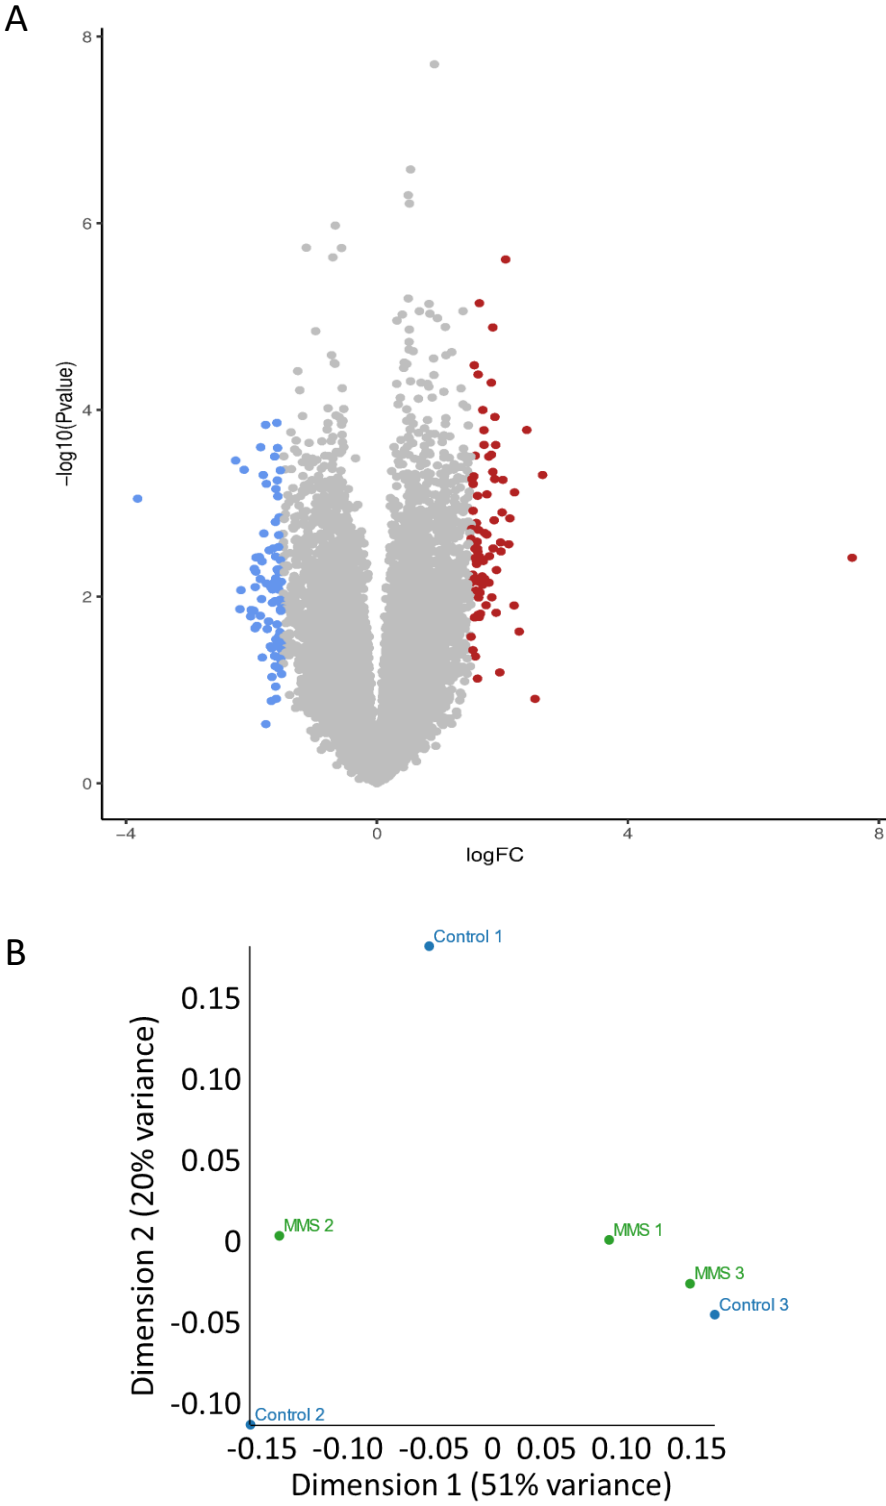 A
8
6
4
2
0
−log10(Pvalue)
−4
0
4
8
logFC
B
Control 1
0.15
0.10
0.05
0
-0.05
-0.10
Dimension 2 (20% variance)
MMS 2
MMS 1
MMS 3
Control 3
Control 2
-0.15 -0.10 -0.05 0 0.05 0.10 0.15
Dimension 1 (51% variance)